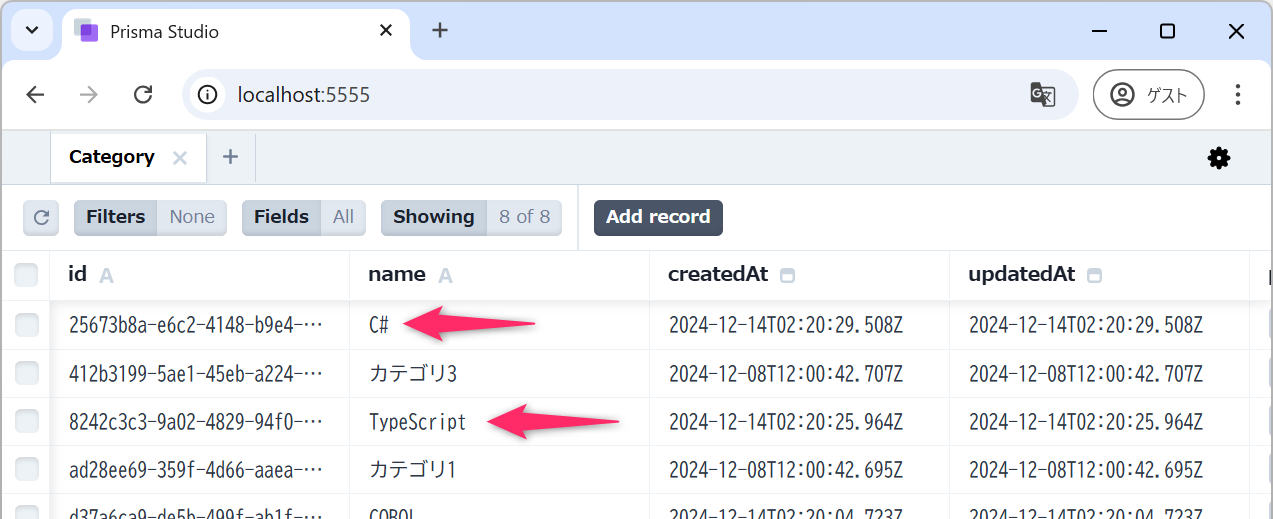 Prisma Studio
localhost:5555
ゲスト
Category
Filters None Fields All Showing 8 of 8 Add record
id A name A createdAt updatedAt
25673b8a-e6c2-4148-b9e4-… C# 2024-12-14T02:20:29.508Z 2024-12-14T02:20:29.508Z
412b3199-5ae1-45eb-a224-… カテゴリ3 2024-12-08T12:00:42.707Z 2024-12-08T12:00:42.707Z
8242c3c3-9a02-4829-94f0-… TypeScript 2024-12-14T02:20:25.964Z 2024-12-14T02:20:25.964Z
ad28ee69-359f-4d66-aaea-… カテゴリ1 2024-12-08T12:00:42.695Z 2024-12-08T12:00:42.695Z
d37a6ca9-de5b-499f-ab1f-… COBOL 2024-12-14T02:20:04.723Z 2024-12-14T02:20:04.723Z